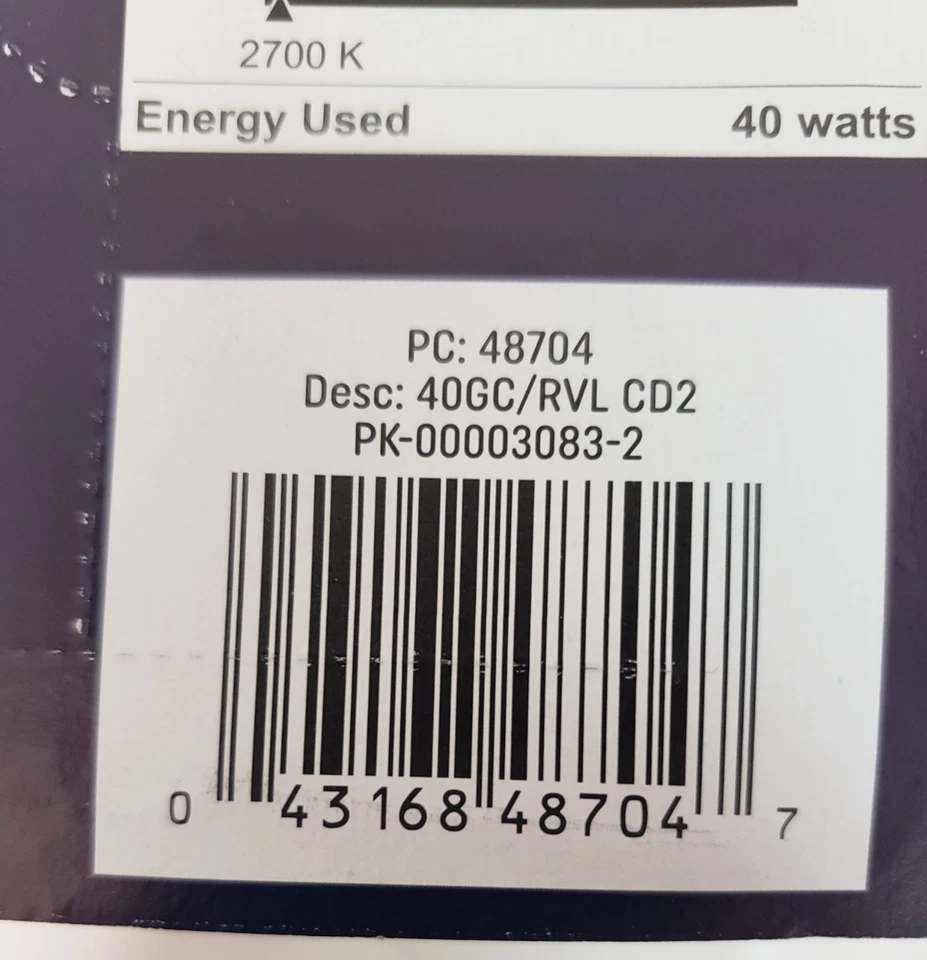 2700 K
Energy Used 40 watts
PC: 48704
Desc: 40GC/RVL CD2
PK-00003083-2
0 43168 48704 7